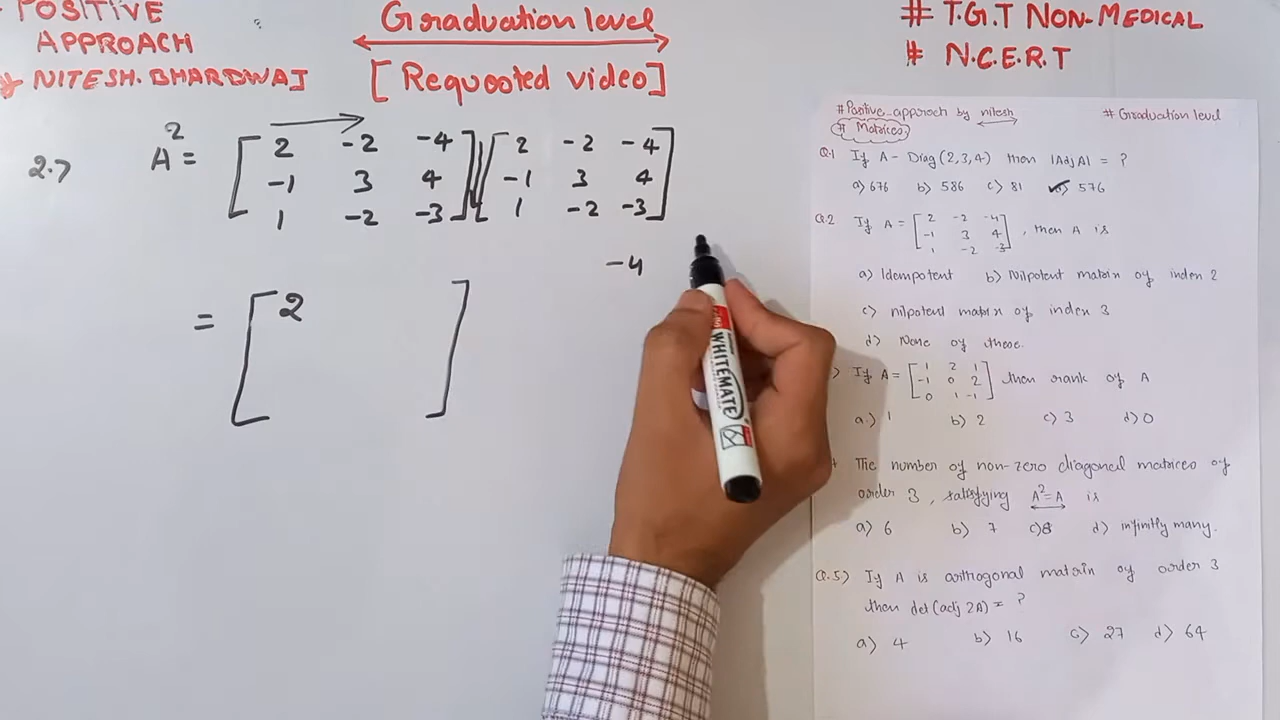 POSITIVE
APPROACH
* NITESH. BHARDWAJ
Graduation level
[Requested video]
# T.G.T NON-MEDICAL
# N.C.E.R.T
2.7 A² = [ 2 -2 -4 ] [ 2 -2 -4 ]
-1 3 4 -1 3 4
1 -2 -3 1 -2 -3
-4
= [ 2 ]
WHITEMATE
# Positive approach by nitesh
# Graduation level
# Matrices
Q.1 If A - Diag (2,3,4) then |Adj A| = ?
a) 676 b) 586 c) 81 d) 576
Q.2 If A = [ 2 -2 -4 ] , then A is
-1 3 4
1 -2 -3
a) Idempotent b) Nilpotent matrix of index 2
c) nilpotent matrix of index 3
d) None of these.
) If A = [ 1 2 1 ] then rank of A
-1 0 2
0 1 -1
a.) 1 b) 2 c) 3 d) 0
The number of non-zero diagonal matrices of
order 3, satisfying A² = A is
a) 6 b) 7 c) 8 d) infinitly many.
Q.5.) If A is orthogonal matrix of order 3
then det (adj 2A) = ?
a) 4 b) 16 c) 27 d) 64